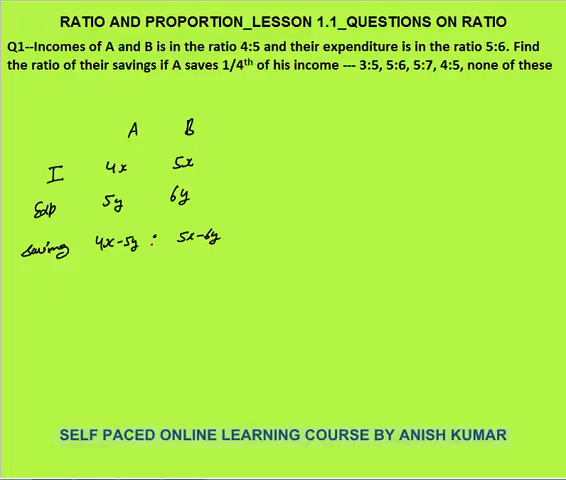 RATIO AND PROPORTION_LESSON 1.1_QUESTIONS ON RATIO
Q1--Incomes of A and B is in the ratio 4:5 and their expenditure is in the ratio 5:6. Find
the ratio of their savings if A saves 1/4th of his income --- 3:5, 5:6, 5:7, 4:5, none of these
A B
I 4x 5x
Exp 5y 6y
Saving 4x-5y : 5x-6y
SELF PACED ONLINE LEARNING COURSE BY ANISH KUMAR